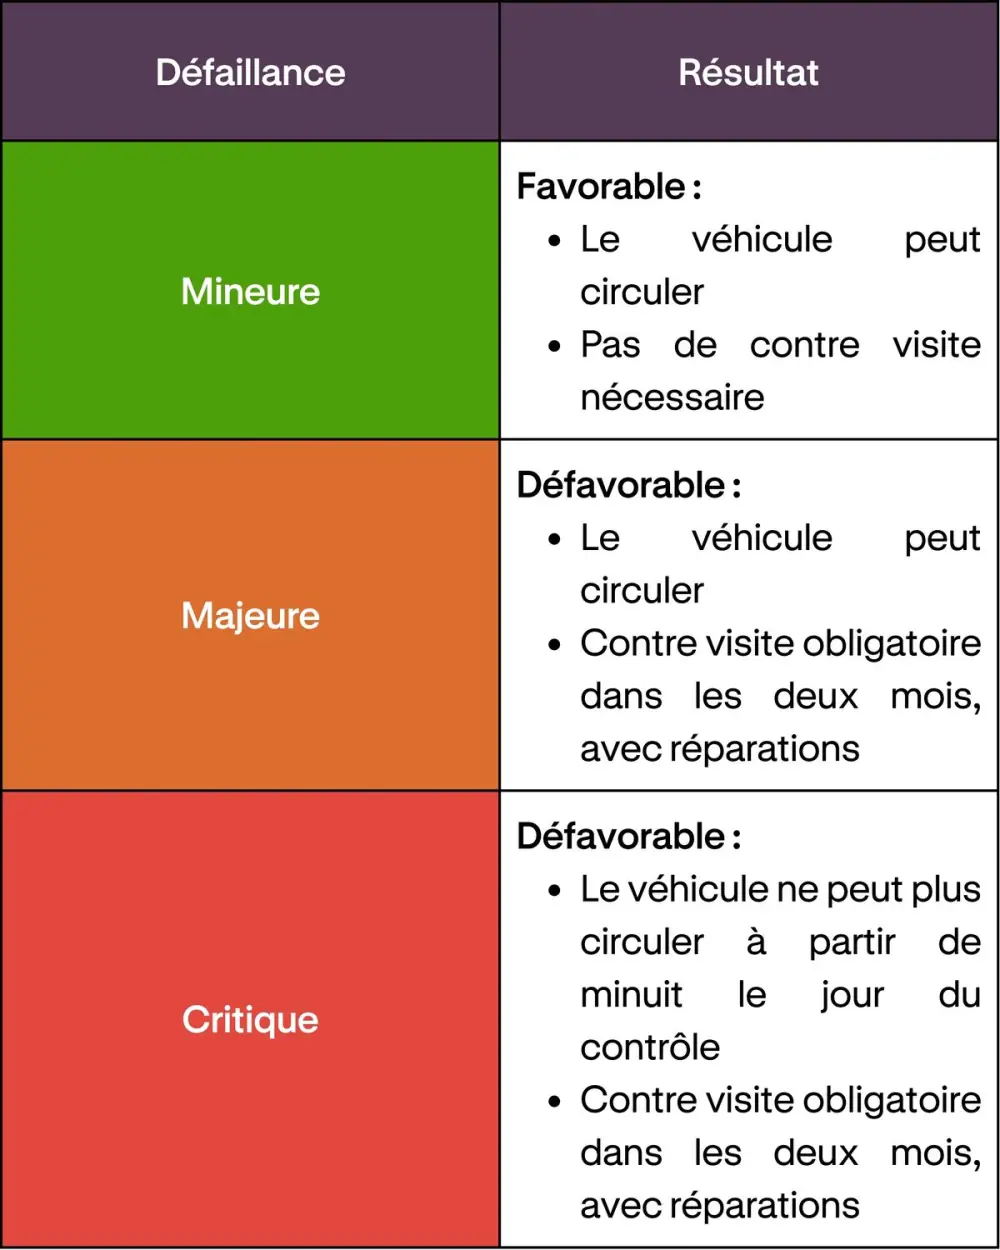 Défaillance
Résultat
Mineure
Favorable :
• Le véhicule peut
circuler
• Pas de contre visite
nécessaire
Majeure
Défavorable :
• Le véhicule peut
circuler
• Contre visite obligatoire
dans les deux mois,
avec réparations
Critique
Défavorable :
• Le véhicule ne peut plus
circuler à partir de
minuit le jour du
contrôle
• Contre visite obligatoire
dans les deux mois,
avec réparations